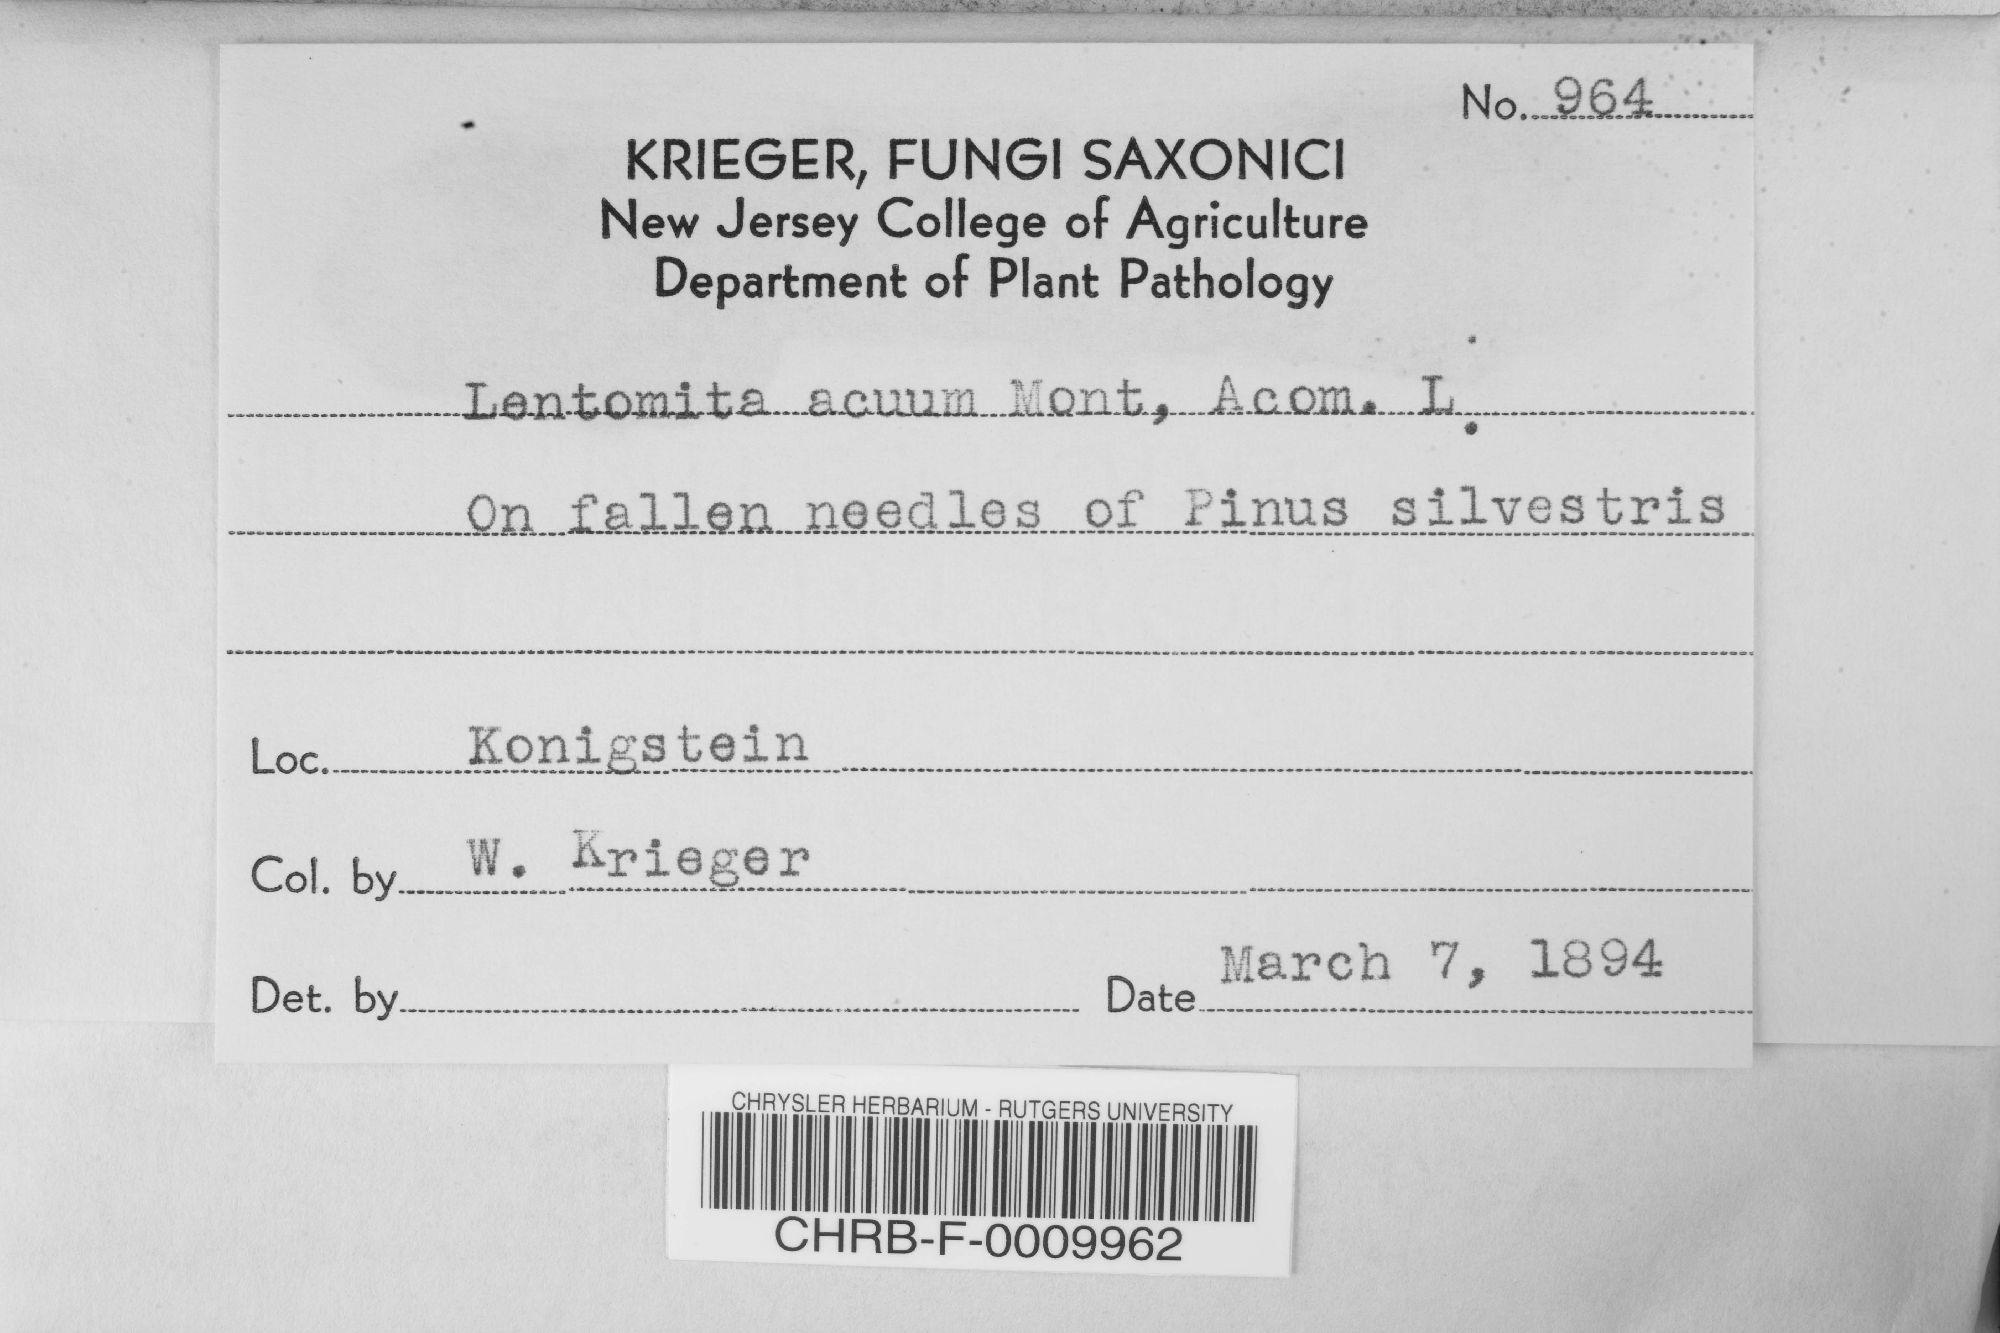 No. 964
KRIEGER, FUNGI SAXONICI
New Jersey College of Agriculture
Department of Plant Pathology
Lentomita acuum Mont, Acom. L.
On fallen needles of Pinus silvestris
Loc. Konigstein
Col. by W. Krieger
Det. by Date March 7, 1894
CHRYSLER HERBARIUM - RUTGERS UNIVERSITY
CHRB-F-0009962